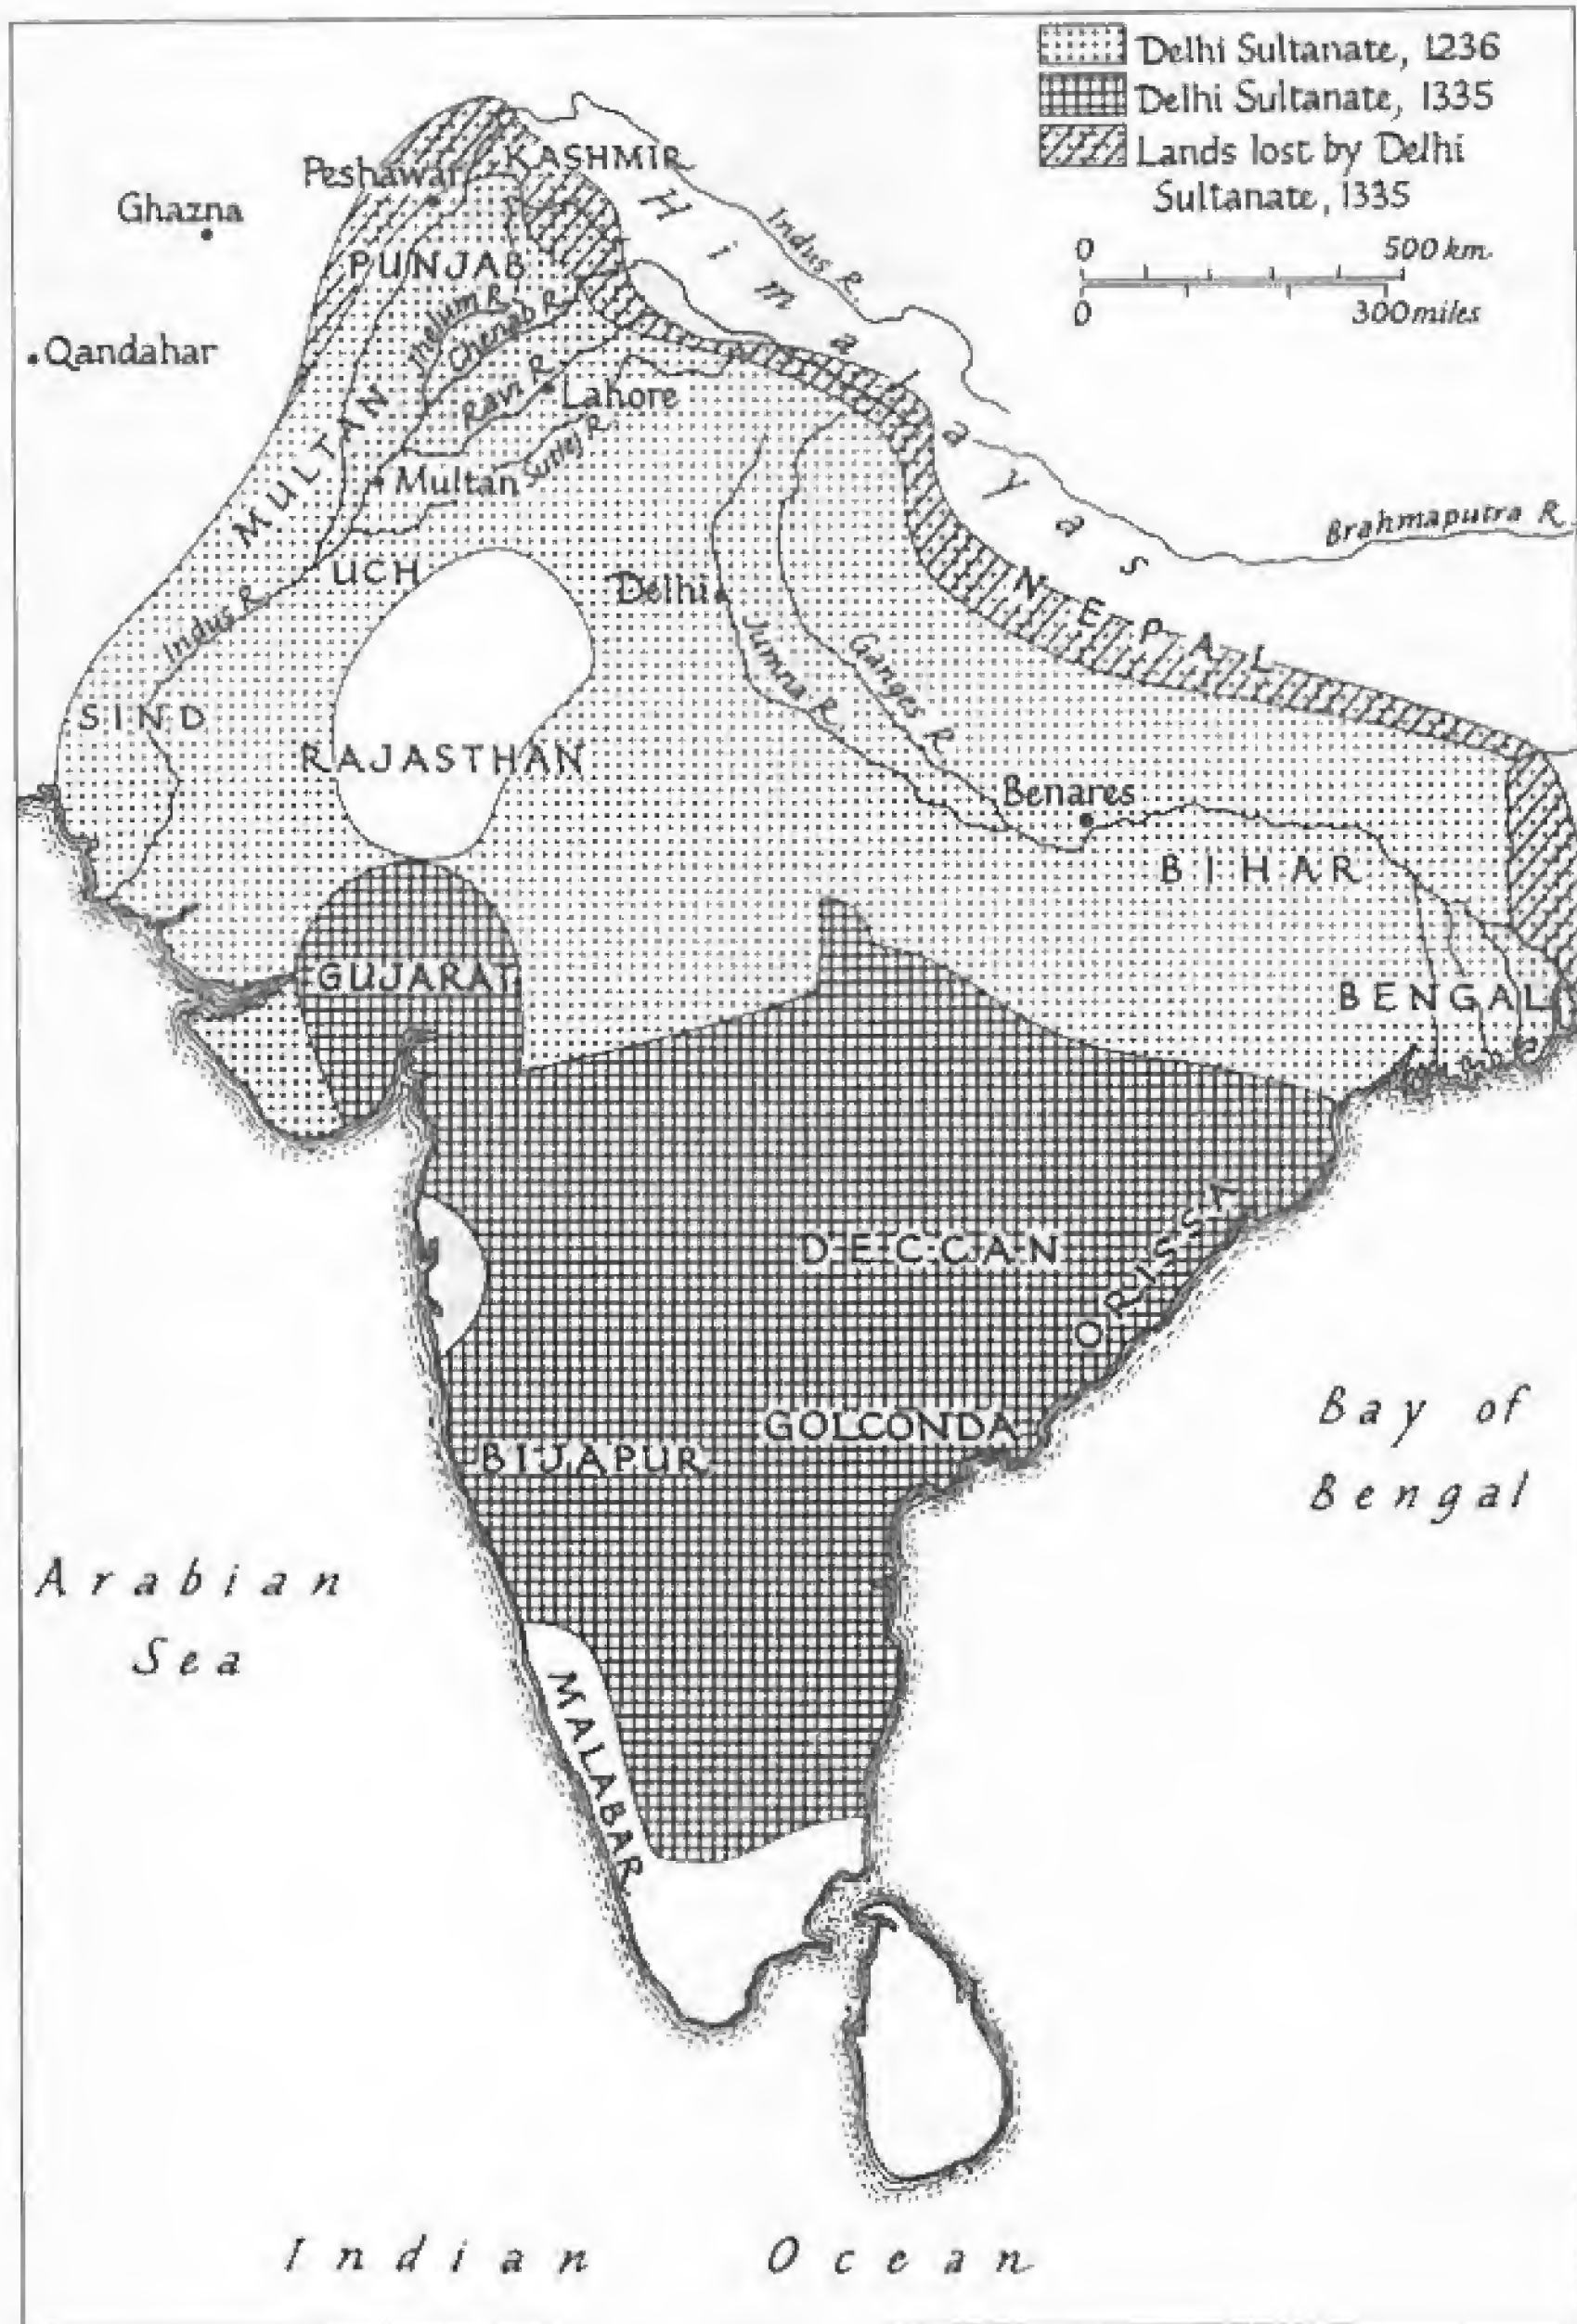 Delhi Sultanate, 1236
Delhi Sultanate, 1335
Lands lost by Delhi
Sultanate, 1335
0 500 km.
0 300 miles
KASHMIR
Peshawar
Ghazna
Himalayas
Indus R.
PUNJAB
Jhelum R.
Chenab R.
Qandahar
Ravi R.
Lahore
MULTAN
Multan
Sutlej R.
Brahmaputra R.
UCH
Delhi
NEPAL
Indus R.
Jumna R.
Ganges R.
SIND
RAJASTHAN
Benares
BIHAR
GUJARAT
BENGAL
DECCAN
ORISSA
GOLCONDA
BIJAPUR
Bay of
Bengal
Arabian
Sea
MALABAR
Indian Ocean